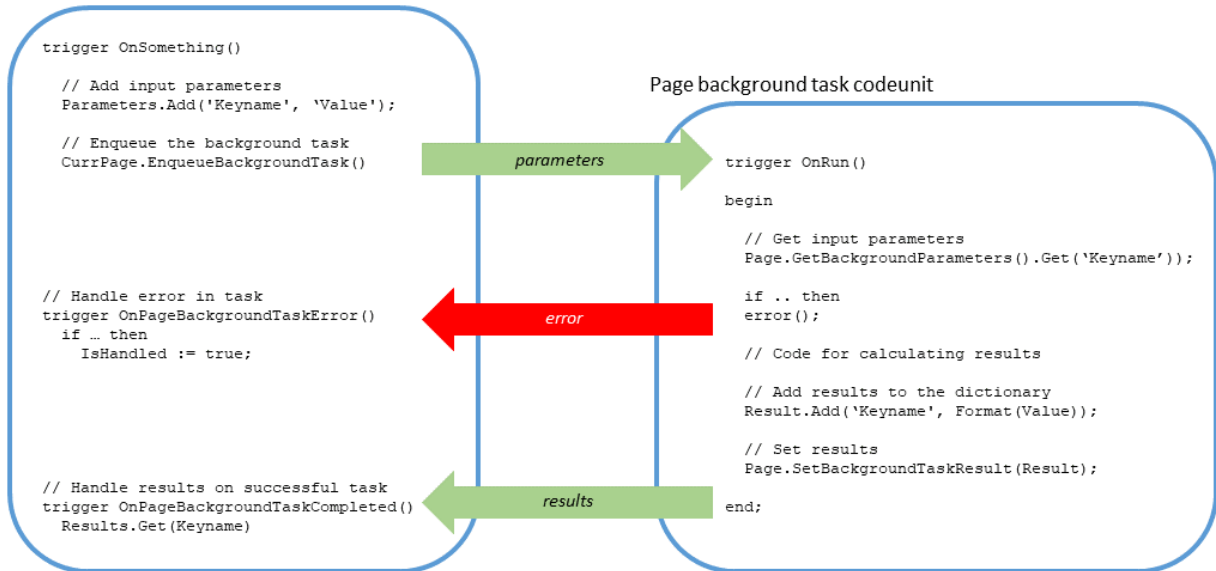 trigger OnSomething()
// Add input parameters
Parameters.Add('Keyname', ‘Value');
// Enqueue the background task
CurrPage.EnqueueBackgroundTask()
// Handle error in task
trigger OnPageBackgroundTaskError()
if … then
IsHandled := true;
// Handle results on successful task
trigger OnPageBackgroundTaskCompleted()
Results.Get(Keyname)
parameters
error
results
Page background task codeunit
trigger OnRun()
begin
// Get input parameters
Page.GetBackgroundParameters().Get(‘Keyname’));
if .. then
error();
// Code for calculating results
// Add results to the dictionary
Result.Add(‘Keyname', Format(Value));
// Set results
Page.SetBackgroundTaskResult(Result);
end;